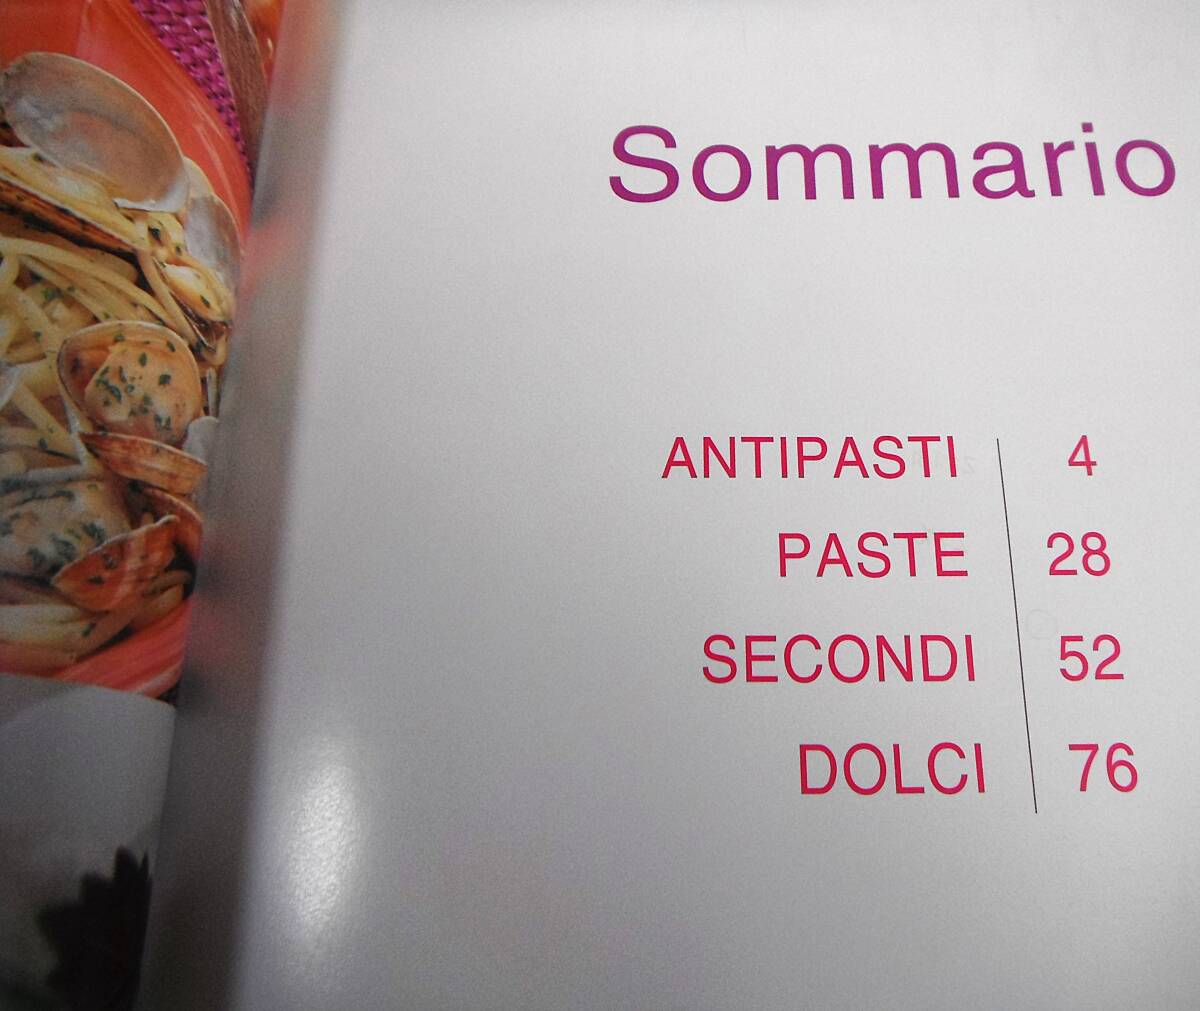 Sommario
ANTIPASTI 4
PASTE 28
SECONDI 52
DOLCI 76